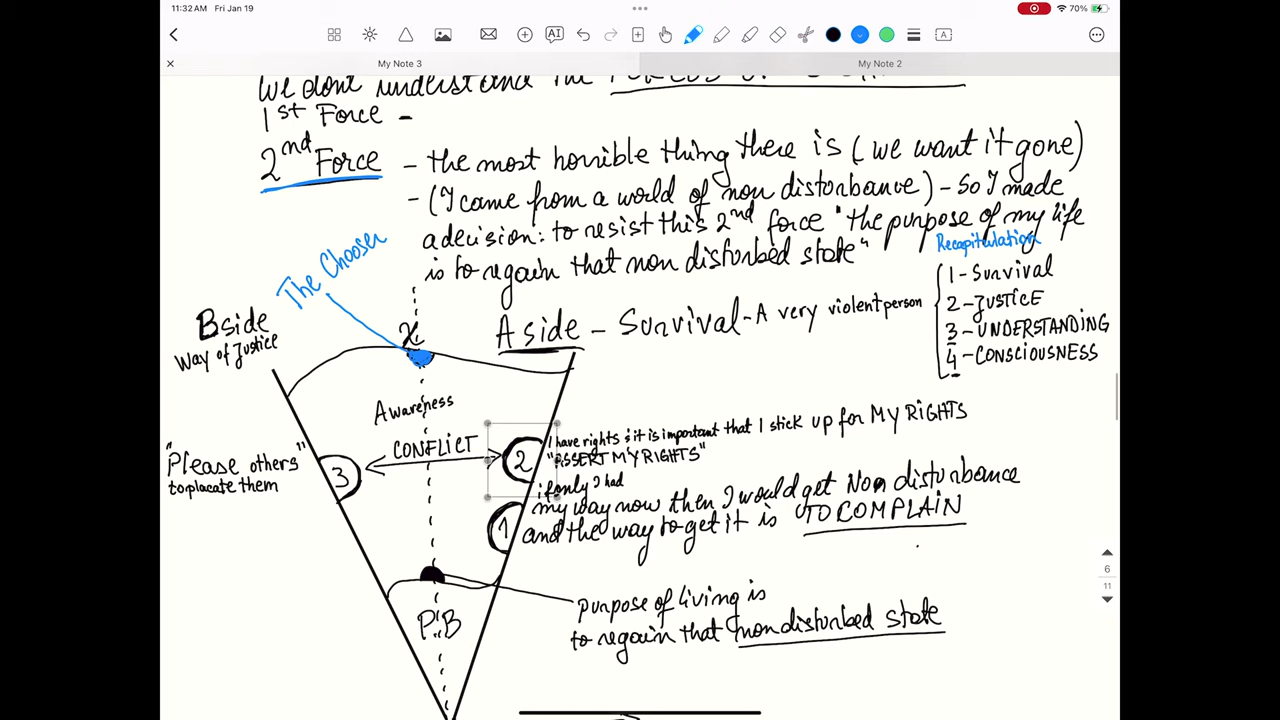 11:32 AM Fri Jan 19
70%
My Note 3
My Note 2
We dont understand the
1st Force -
2nd Force - the most horrible thing there is (we want it gone)
- (I came from a world of non disturbance) - So I made
a decision: to resist this 2nd force "the purpose of my life
is to regain that non disturbed state"
Recapitulation
1 - Survival
2 - JUSTICE
3 - UNDERSTANDING
4 - CONSCIOUSNESS
The Chooser
X
B side
Way of Justice
A side - Survival - A very violent person
Awareness
CONFLICT
"Please others"
to placate them
3
2
I have rights & it is important that I stick up for MY RIGHTS
"ASSERT MY RIGHTS"
if only I had
my way now then I would get Non disturbance
1
and the way to get it is TO COMPLAIN
P.B
purpose of living is
to regain that non disturbed state
6
11